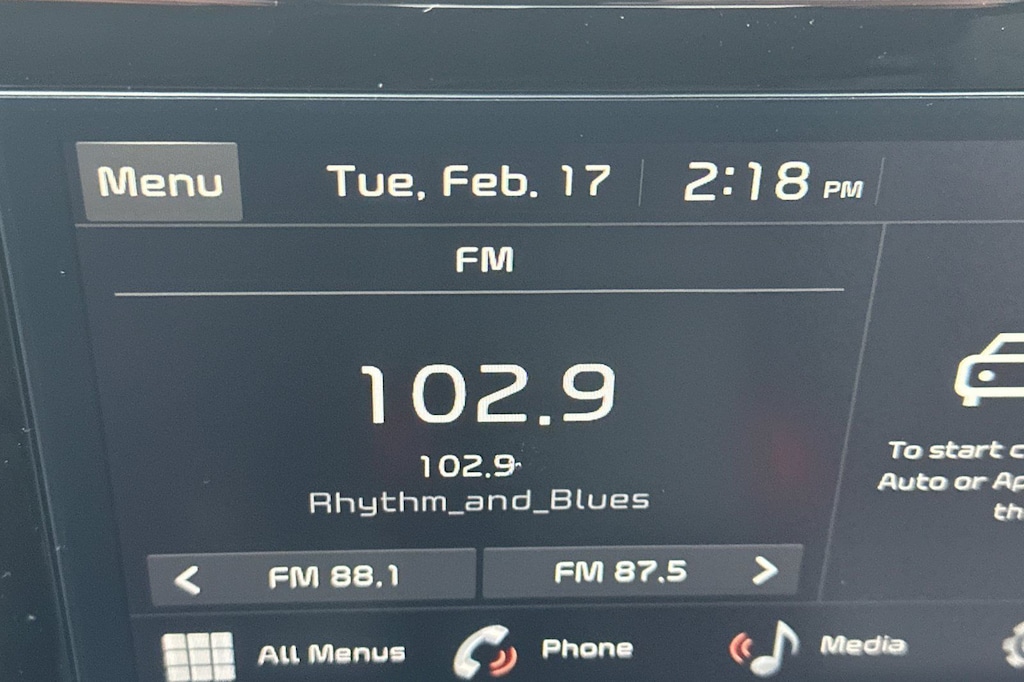 Menu
Tue, Feb. 17
2:18 PM
FM
102.9
102.9
Rhythm_and_Blues
To start
Auto or
FM 88.1
FM 87.5
All Menus
Phone
Media